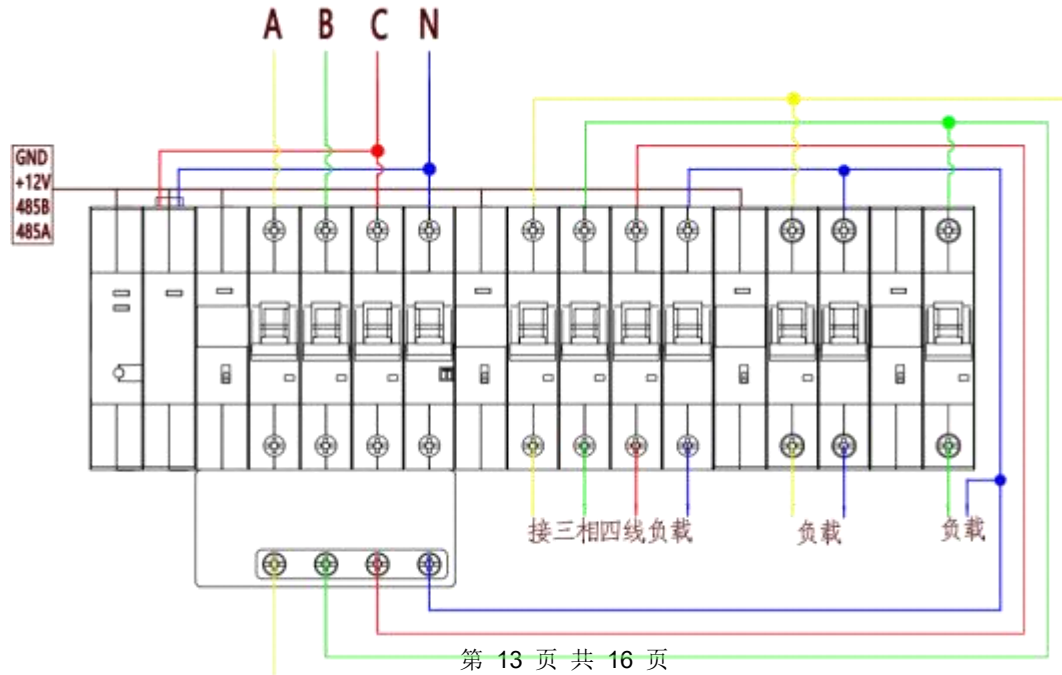 A B C N
GND
+12V
485B
485A
接三相四线负载
负载
负载
第 13 页 共 16 页